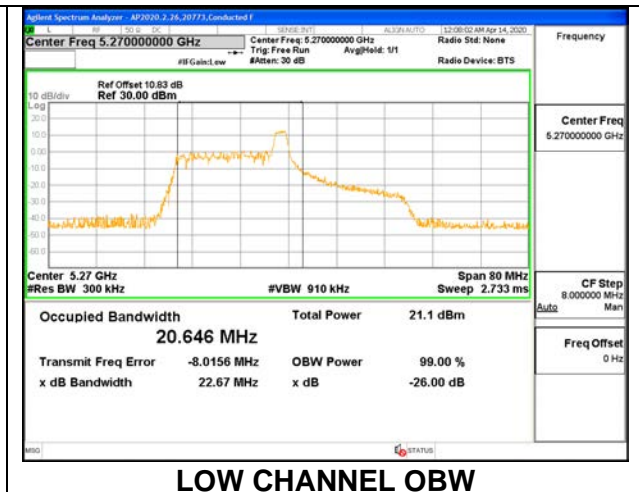 Agilent Spectrum Analyzer - AP2020.2.26,20773,Conducted F
L RF 50 Ω DC SENSE:INT ALIGN AUTO 12:08:02 AM Apr 14, 2020
Center Freq 5.270000000 GHz
Center Freq: 5.270000000 GHz
Radio Std: None
Trig: Free Run Avg|Hold: 1/1
#IFGain:Low #Atten: 30 dB Radio Device: BTS
Frequency
Ref Offset 10.83 dB
10 dB/div Ref 30.00 dBm
Log
20.0
10.0
0.00
-10.0
-20.0
-30.0
-40.0
-50.0
-60.0
Center Freq
5.270000000 GHz
Center 5.27 GHz Span 80 MHz
#Res BW 300 kHz #VBW 910 kHz Sweep 2.733 ms
CF Step
8.000000 MHz
Auto Man
Occupied Bandwidth Total Power 21.1 dBm
20.646 MHz
Freq Offset
0 Hz
Transmit Freq Error -8.0156 MHz OBW Power 99.00 %
x dB Bandwidth 22.67 MHz x dB -26.00 dB
MSG STATUS
LOW CHANNEL OBW